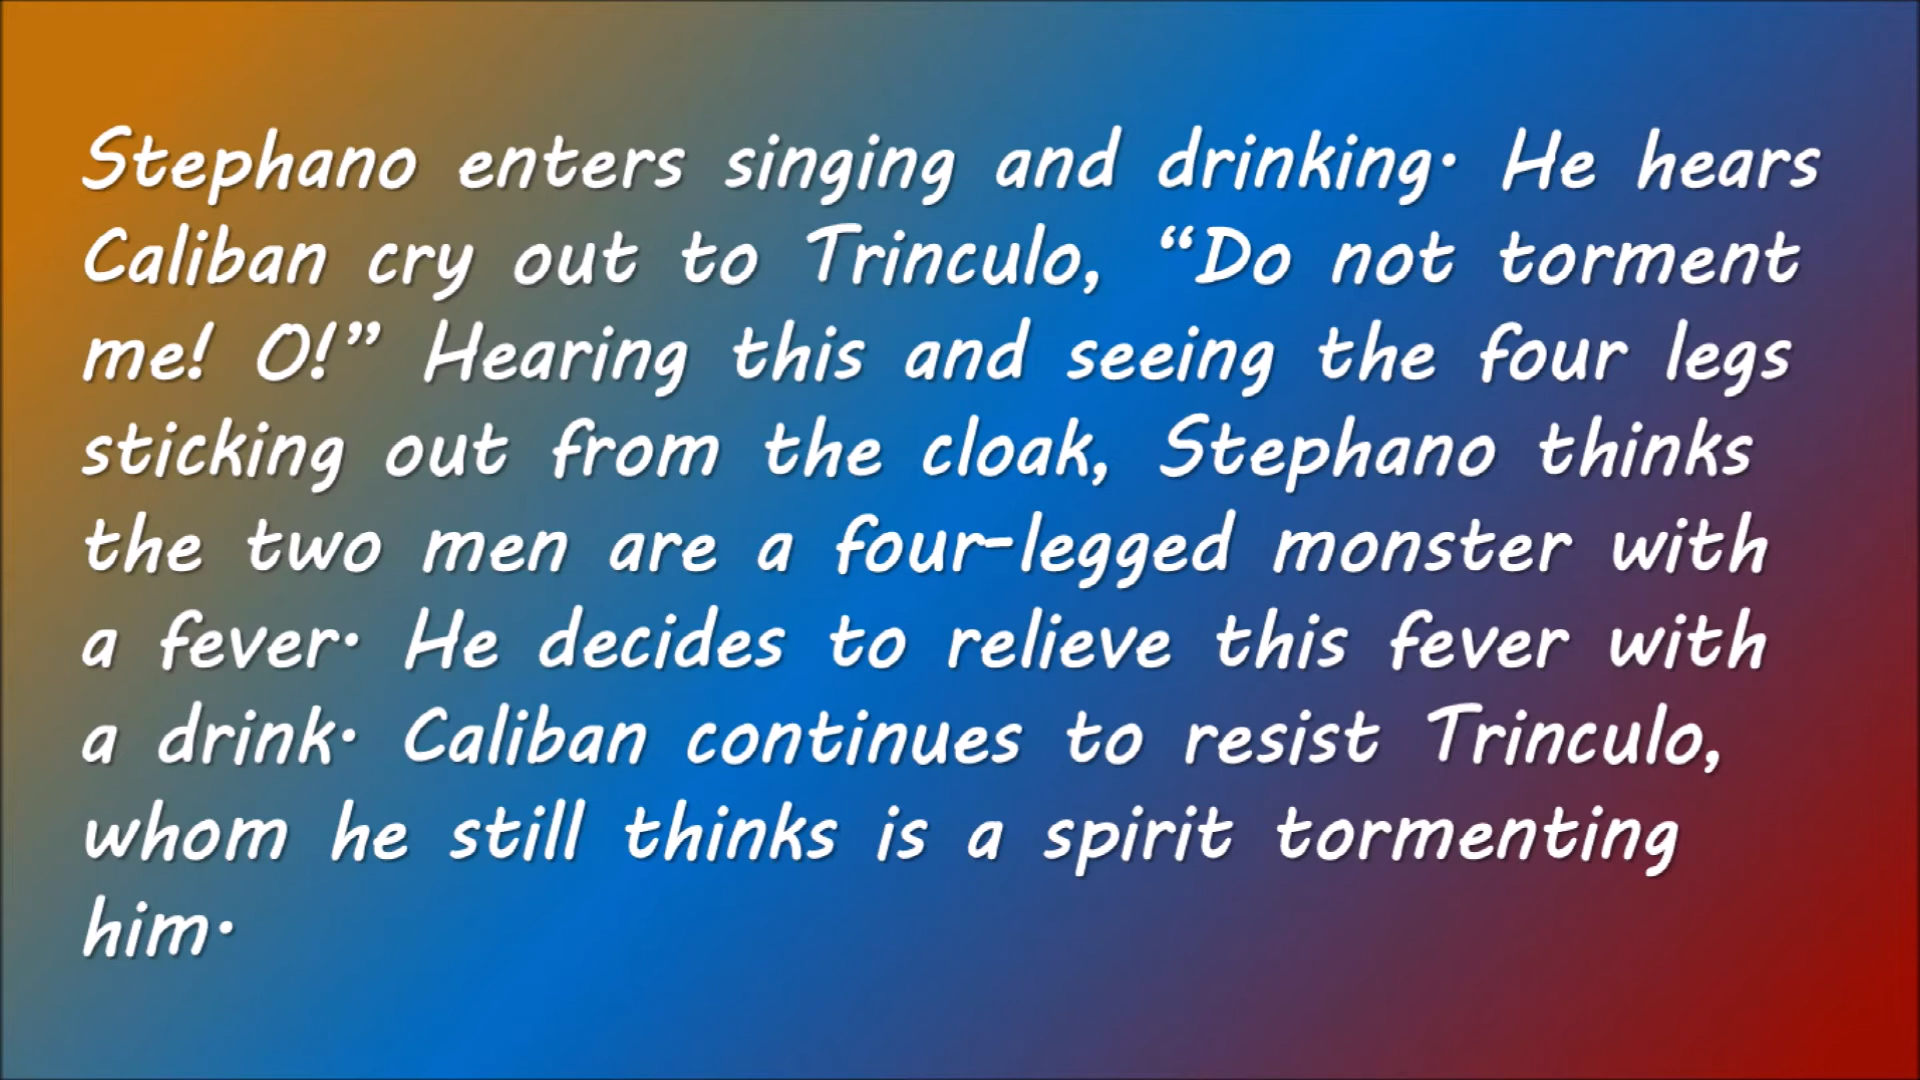 Stephano enters singing and drinking. He hears
Caliban cry out to Trinculo, “Do not torment
me! O!” Hearing this and seeing the four legs
sticking out from the cloak, Stephano thinks
the two men are a four-legged monster with
a fever. He decides to relieve this fever with
a drink. Caliban continues to resist Trinculo,
whom he still thinks is a spirit tormenting
him.